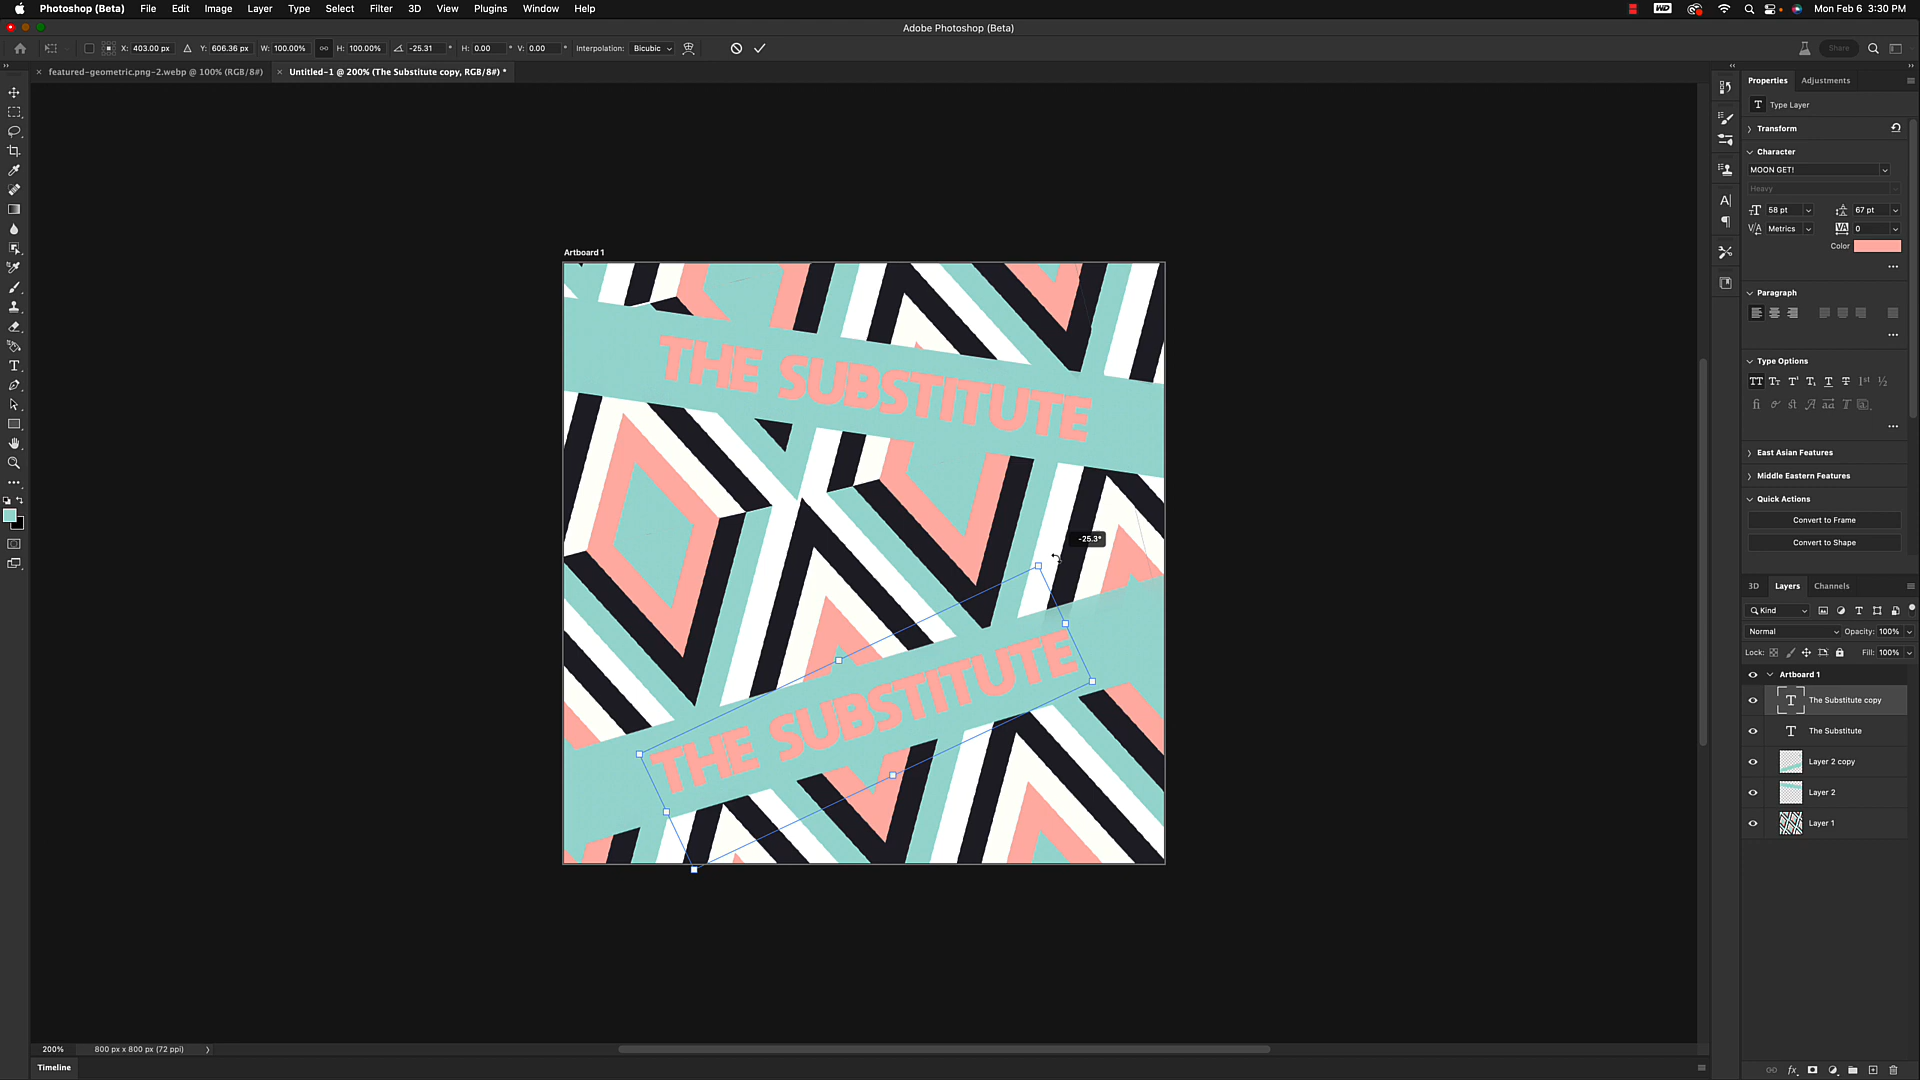 Photoshop (Beta) File Edit Image Layer Type Select Filter 3D View Plugins Window Help Mon Feb 6 3:30 PM
Adobe Photoshop (Beta)
X: 403.00 px Y: 606.36 px W: 100.00% H: 100.00% -25.31 ° H: 0.00 ° V: 0.00 ° Interpolation: Bicubic Share
× featured-geometric.png-2.webp @ 100% (RGB/8#) × Untitled-1 @ 200% (The Substitute copy, RGB/8#) *
Artboard 1
THE SUBSTITUTE
-25.3°
THE SUBSTITUTE
200% 800 px x 800 px (72 ppi)
Timeline
Properties Adjustments
Type Layer
Transform
Character
MOON GET!
Heavy
58 pt 67 pt
Metrics 0
Color
Paragraph
Type Options
East Asian Features
Middle Eastern Features
Quick Actions
Convert to Frame
Convert to Shape
3D Layers Channels
Kind
Normal Opacity: 100%
Lock: Fill: 100%
Artboard 1
The Substitute copy
The Substitute
Layer 2 copy
Layer 2
Layer 1